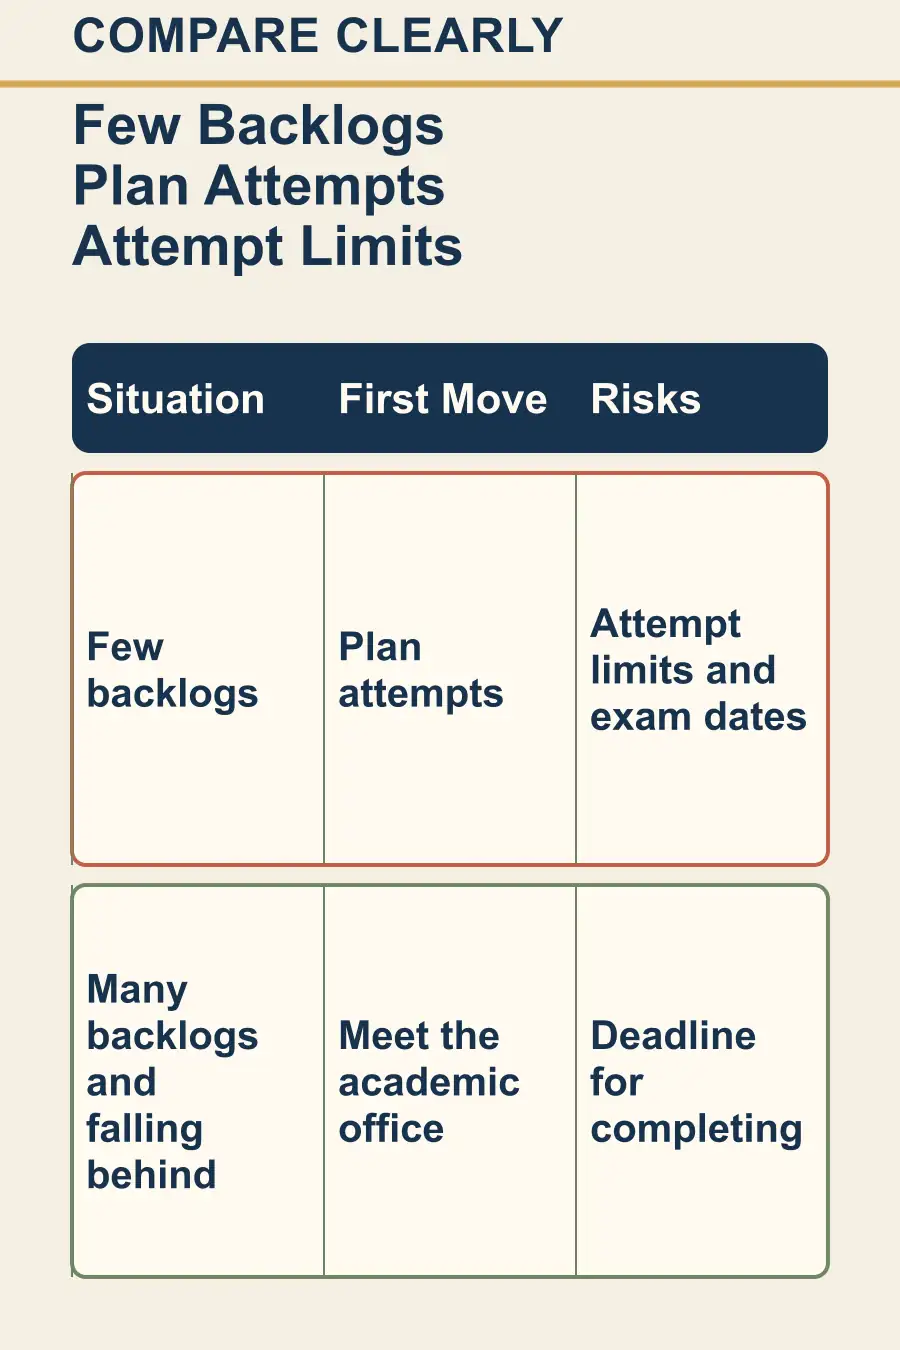 COMPARE CLEARLY
Few Backlogs
Plan Attempts
Attempt Limits
Situation First Move Risks
Few
backlogs
Plan
attempts
Attempt
limits and
exam dates
Many
backlogs
and
falling
behind
Meet the
academic
office
Deadline
for
completing